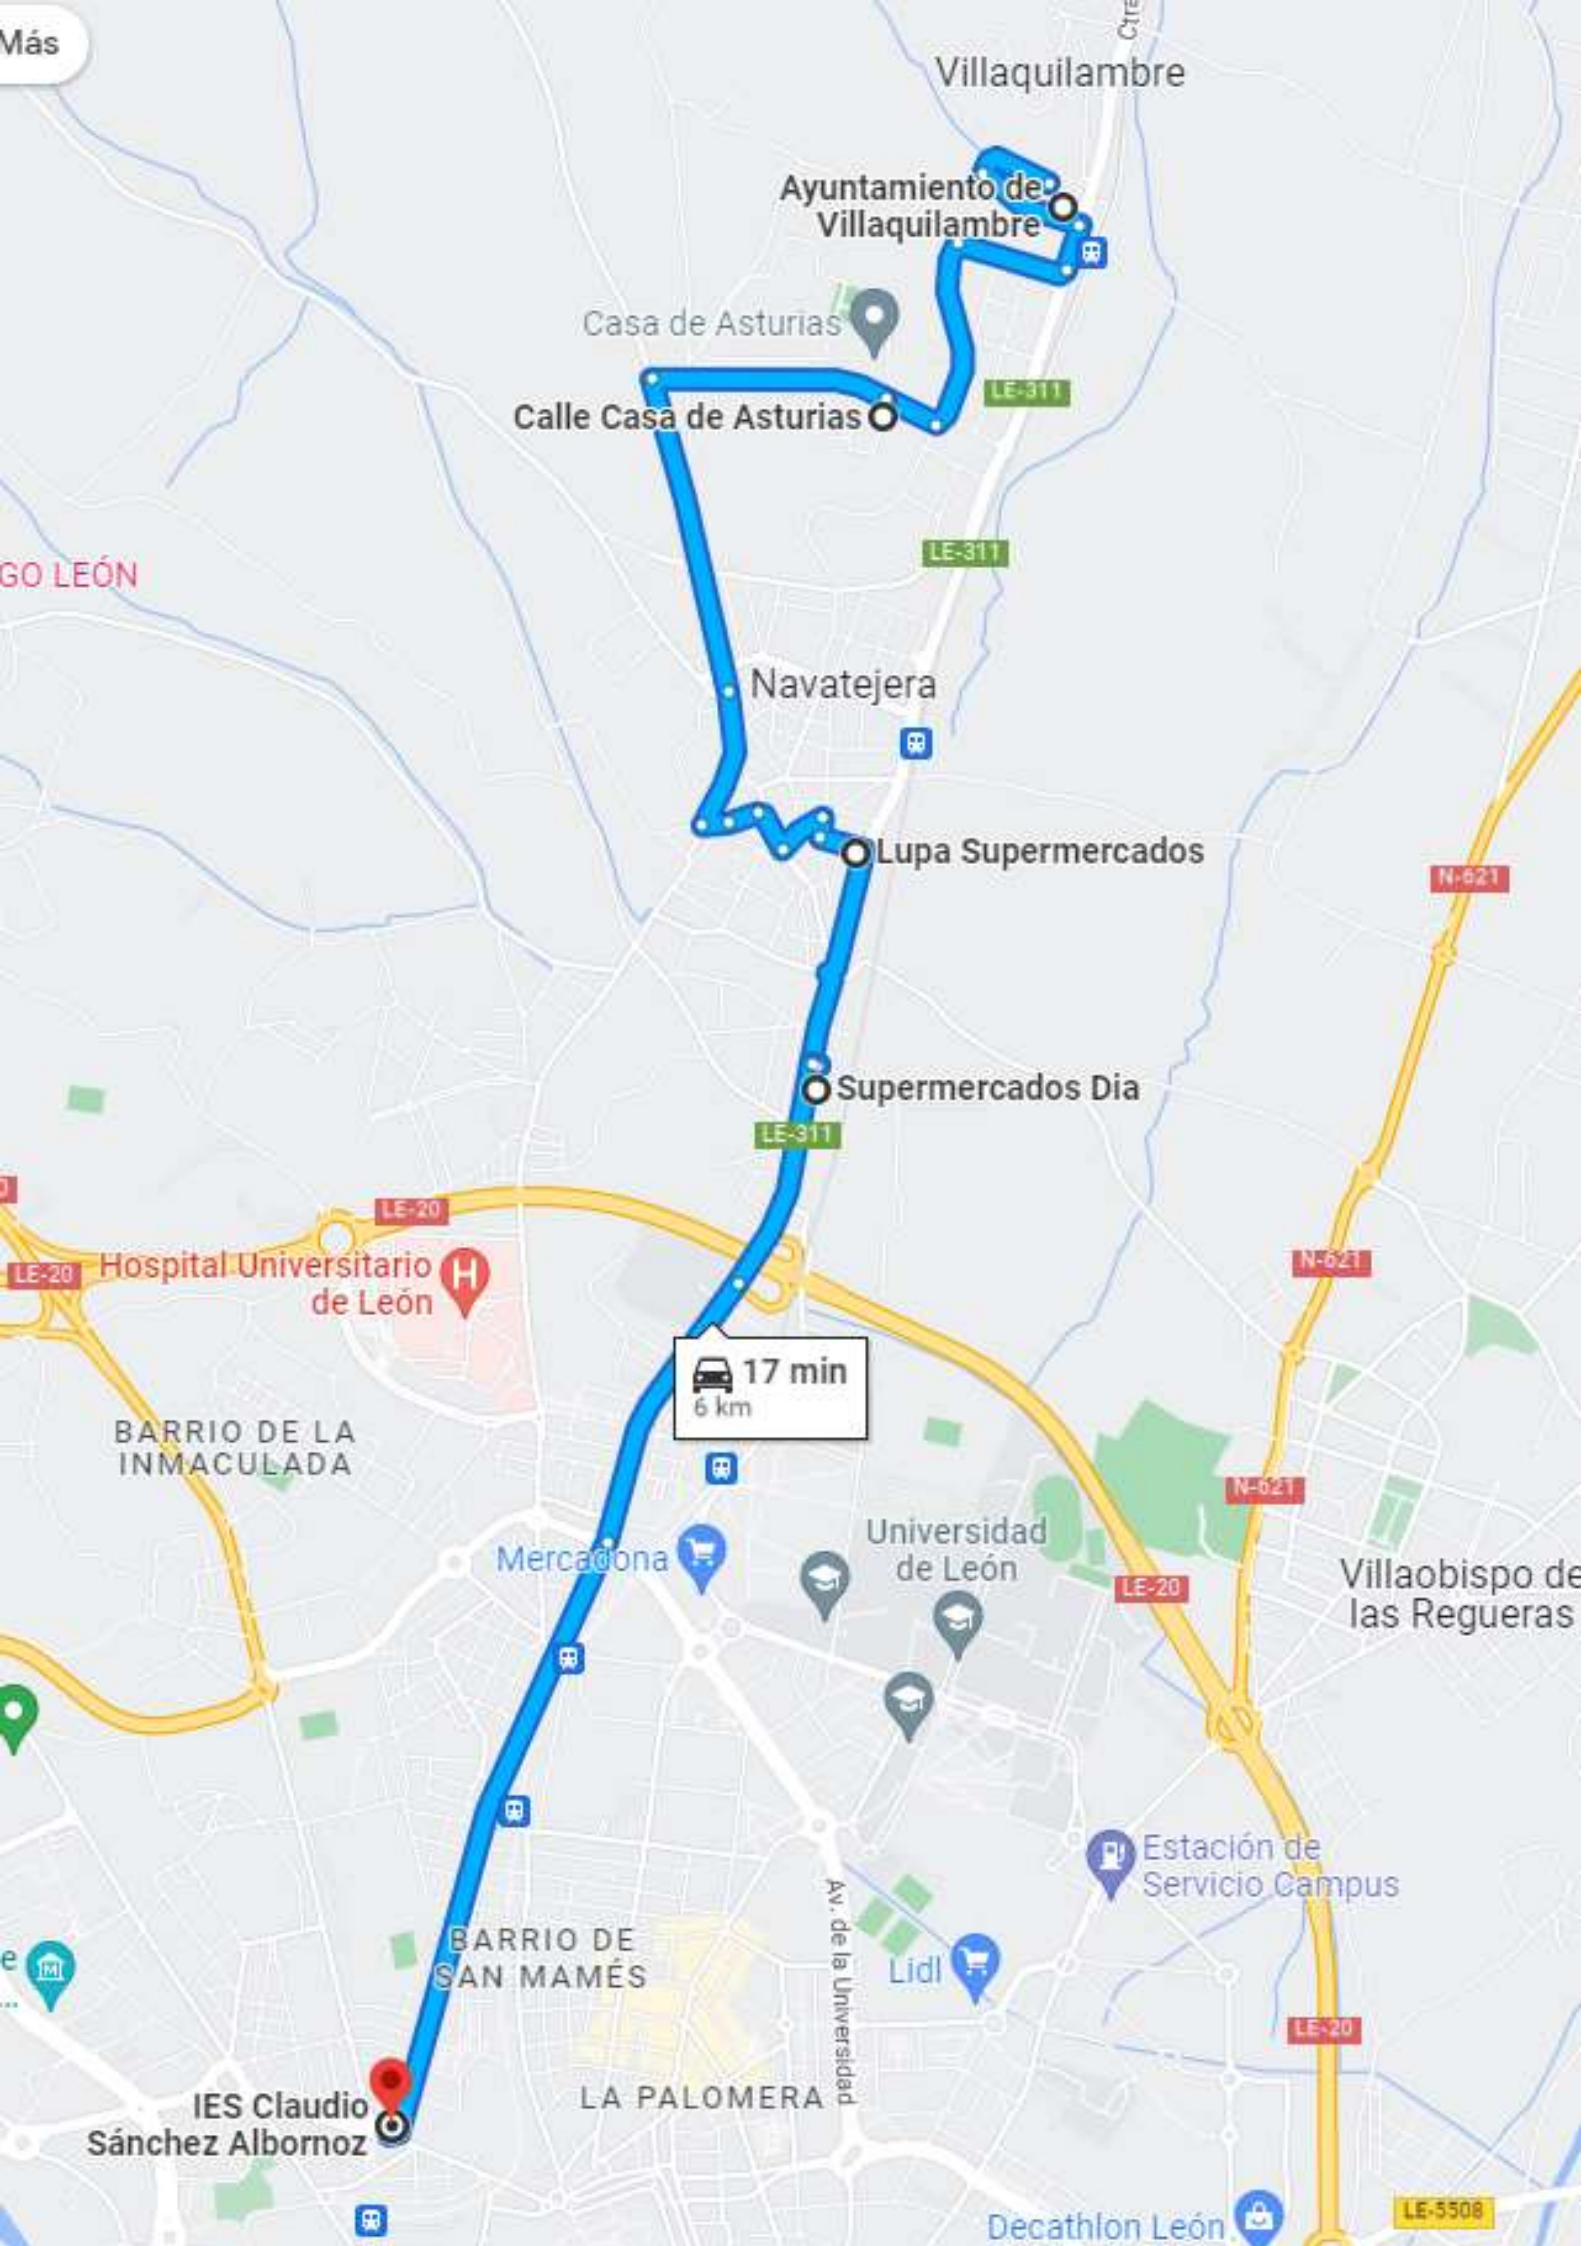 Más
Ctra
Villaquilambre
Ayuntamiento de
Villaquilambre
Casa de Asturias
LE-311
Calle Casa de Asturias
LE-311
GO LEÓN
Navatejera
Lupa Supermercados
N-621
Supermercados Dia
LE-311
LE-20
N-621
Hospital Universitario
de León
LE-20
17 min
6 km
BARRIO DE LA
INMACULADA
N-621
Universidad
de León
Mercadona
LE-20
Villaobispo de
las Regueras
Estación de
Servicio Campus
Av. de la Universidad
BARRIO DE
SAN MAMÉS
e
...
Lidl
LE-20
LA PALOMERA
IES Claudio
Sánchez Albornoz
LE-5508
Decathlon León